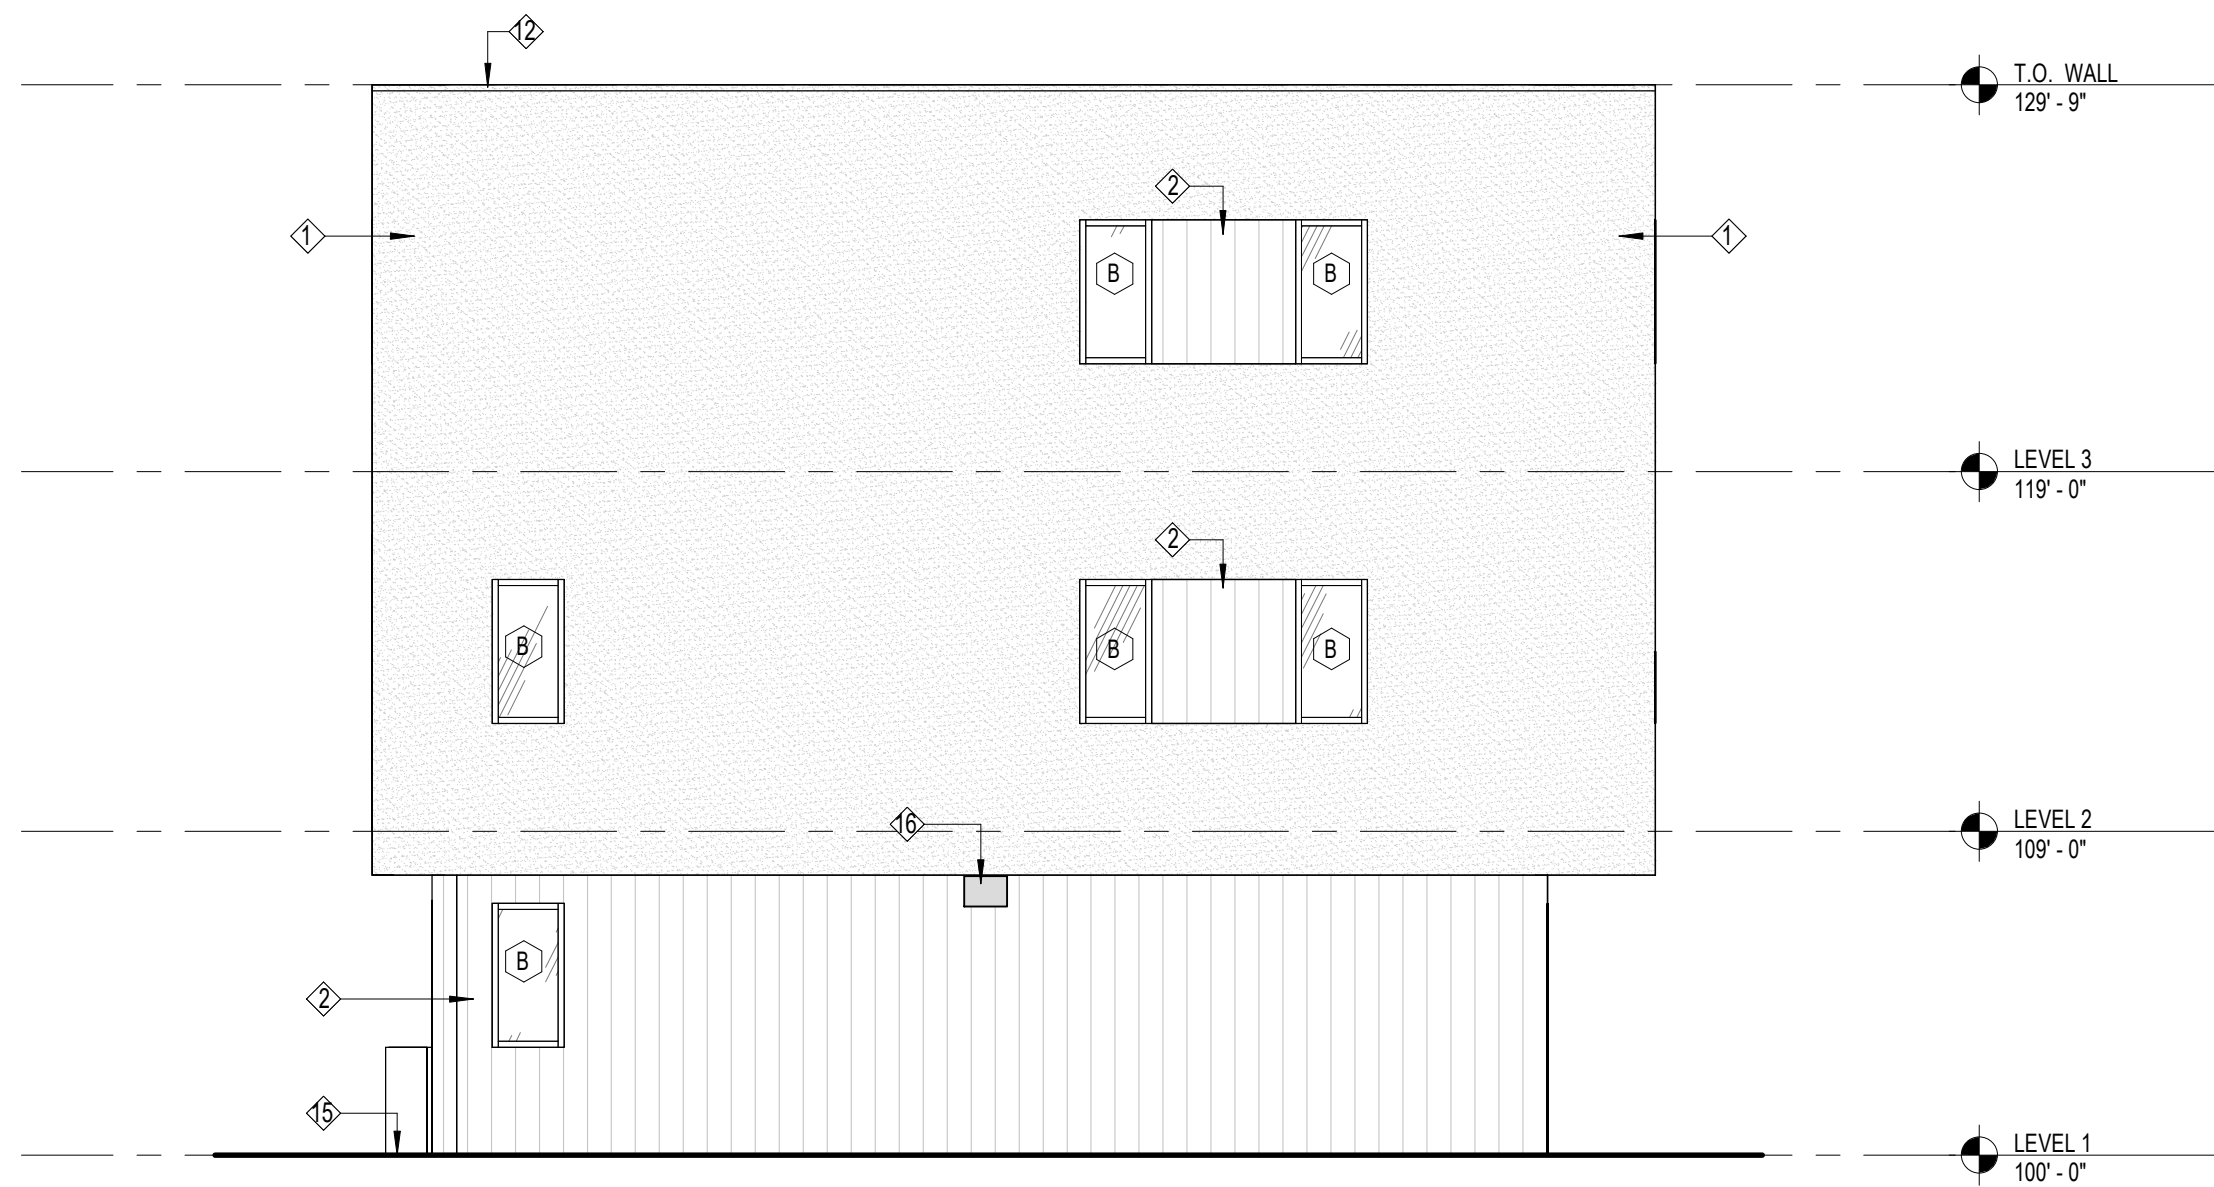 12
T.O. WALL
129' - 9"
2
1
1
B
B
LEVEL 3
119' - 0"
2
B
B
B
16
LEVEL 2
109' - 0"
B
2
15
LEVEL 1
100' - 0"